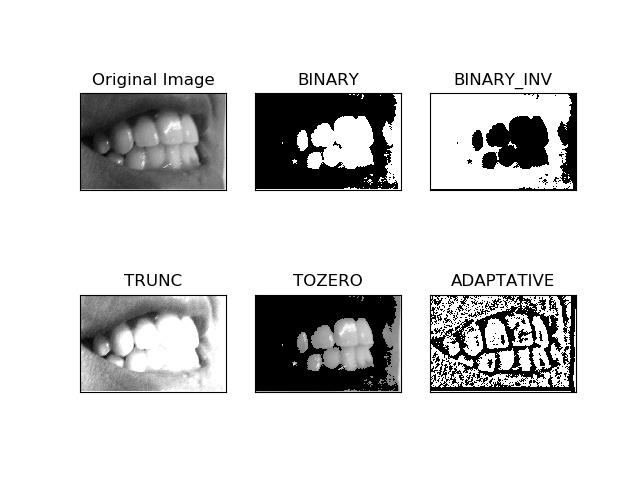 Original Image
BINARY
BINARY_INV
TRUNC
TOZERO
ADAPTATIVE